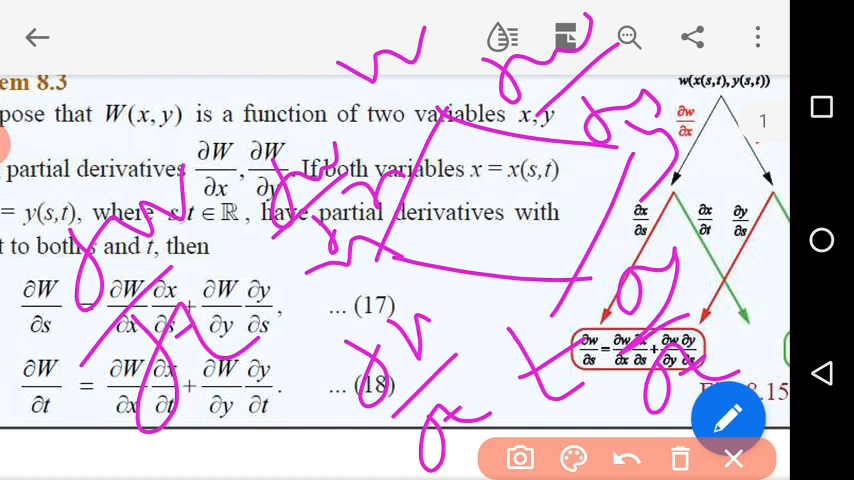 em 8.3
pose that W(x, y) is a function of two variables x, y
partial derivatives ∂W/∂x, ∂W/∂y. If both variables x = x(s,t)
= y(s,t), where s, t ∈ ℝ, have partial derivatives with
t to both s and t, then
∂W/∂s = ∂W/∂x ∂x/∂s + ∂W/∂y ∂y/∂s, ... (17)
∂W/∂t = ∂W/∂x ∂x/∂t + ∂W/∂y ∂y/∂t. ... (18)
w(x(s,t),y(s,t))
∂w/∂x
1
∂x/∂s ∂x/∂t ∂y/∂s
∂w/∂s = ∂w/∂x ∂x/∂s + ∂w/∂y ∂y/∂s
8.15